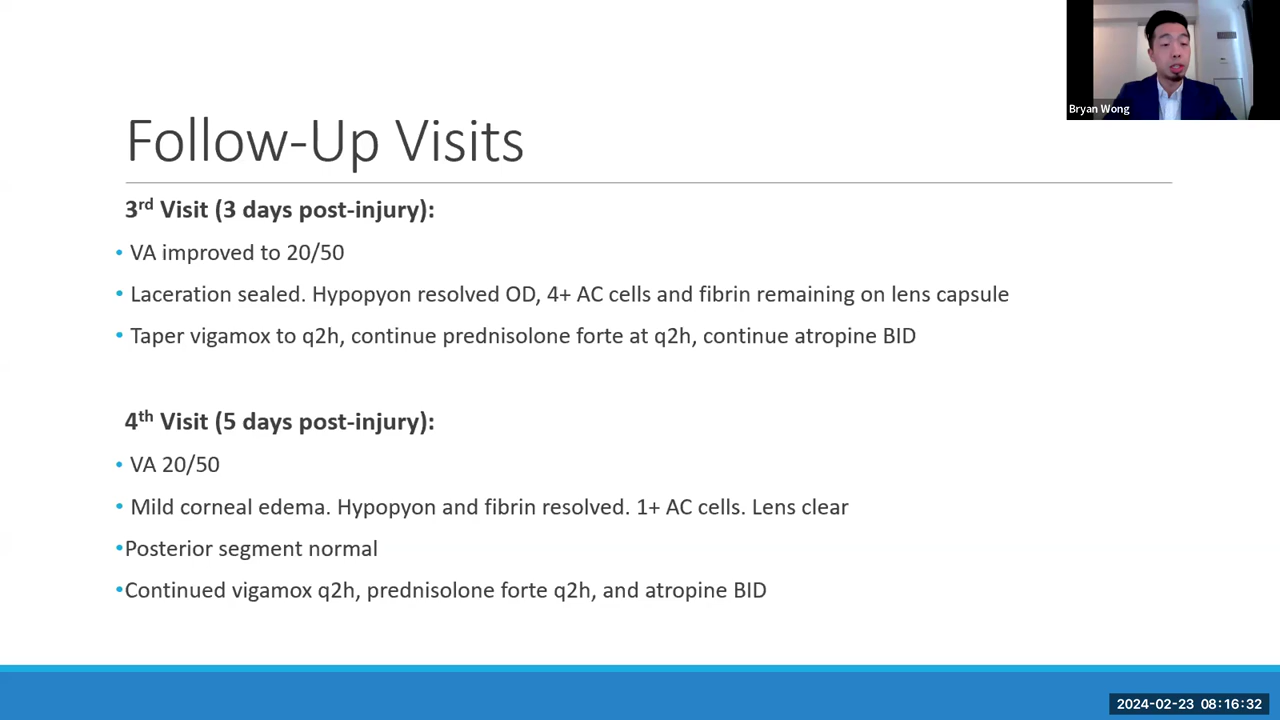 Bryan Wong
Follow-Up Visits
3rd Visit (3 days post-injury):
• VA improved to 20/50
• Laceration sealed. Hypopyon resolved OD, 4+ AC cells and fibrin remaining on lens capsule
• Taper vigamox to q2h, continue prednisolone forte at q2h, continue atropine BID
4th Visit (5 days post-injury):
• VA 20/50
• Mild corneal edema. Hypopyon and fibrin resolved. 1+ AC cells. Lens clear
•Posterior segment normal
•Continued vigamox q2h, prednisolone forte q2h, and atropine BID
2024-02-23 08:16:32